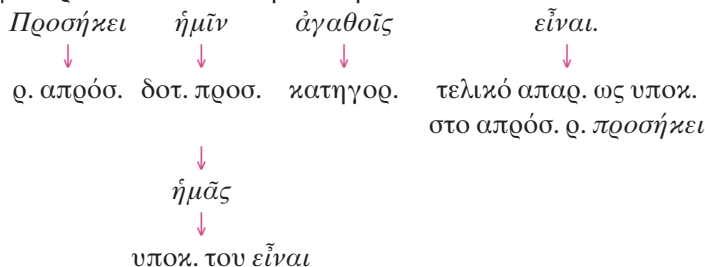 Προσήκει ἡμῖν ἀγαθοῖς εἶναι.
ρ. απρόσ. δοτ. προσ. κατηγορ. τελικό απαρ. ως υποκ.
στο απρόσ. ρ. προσήκει
ἡμᾶς
υποκ. του εἶναι